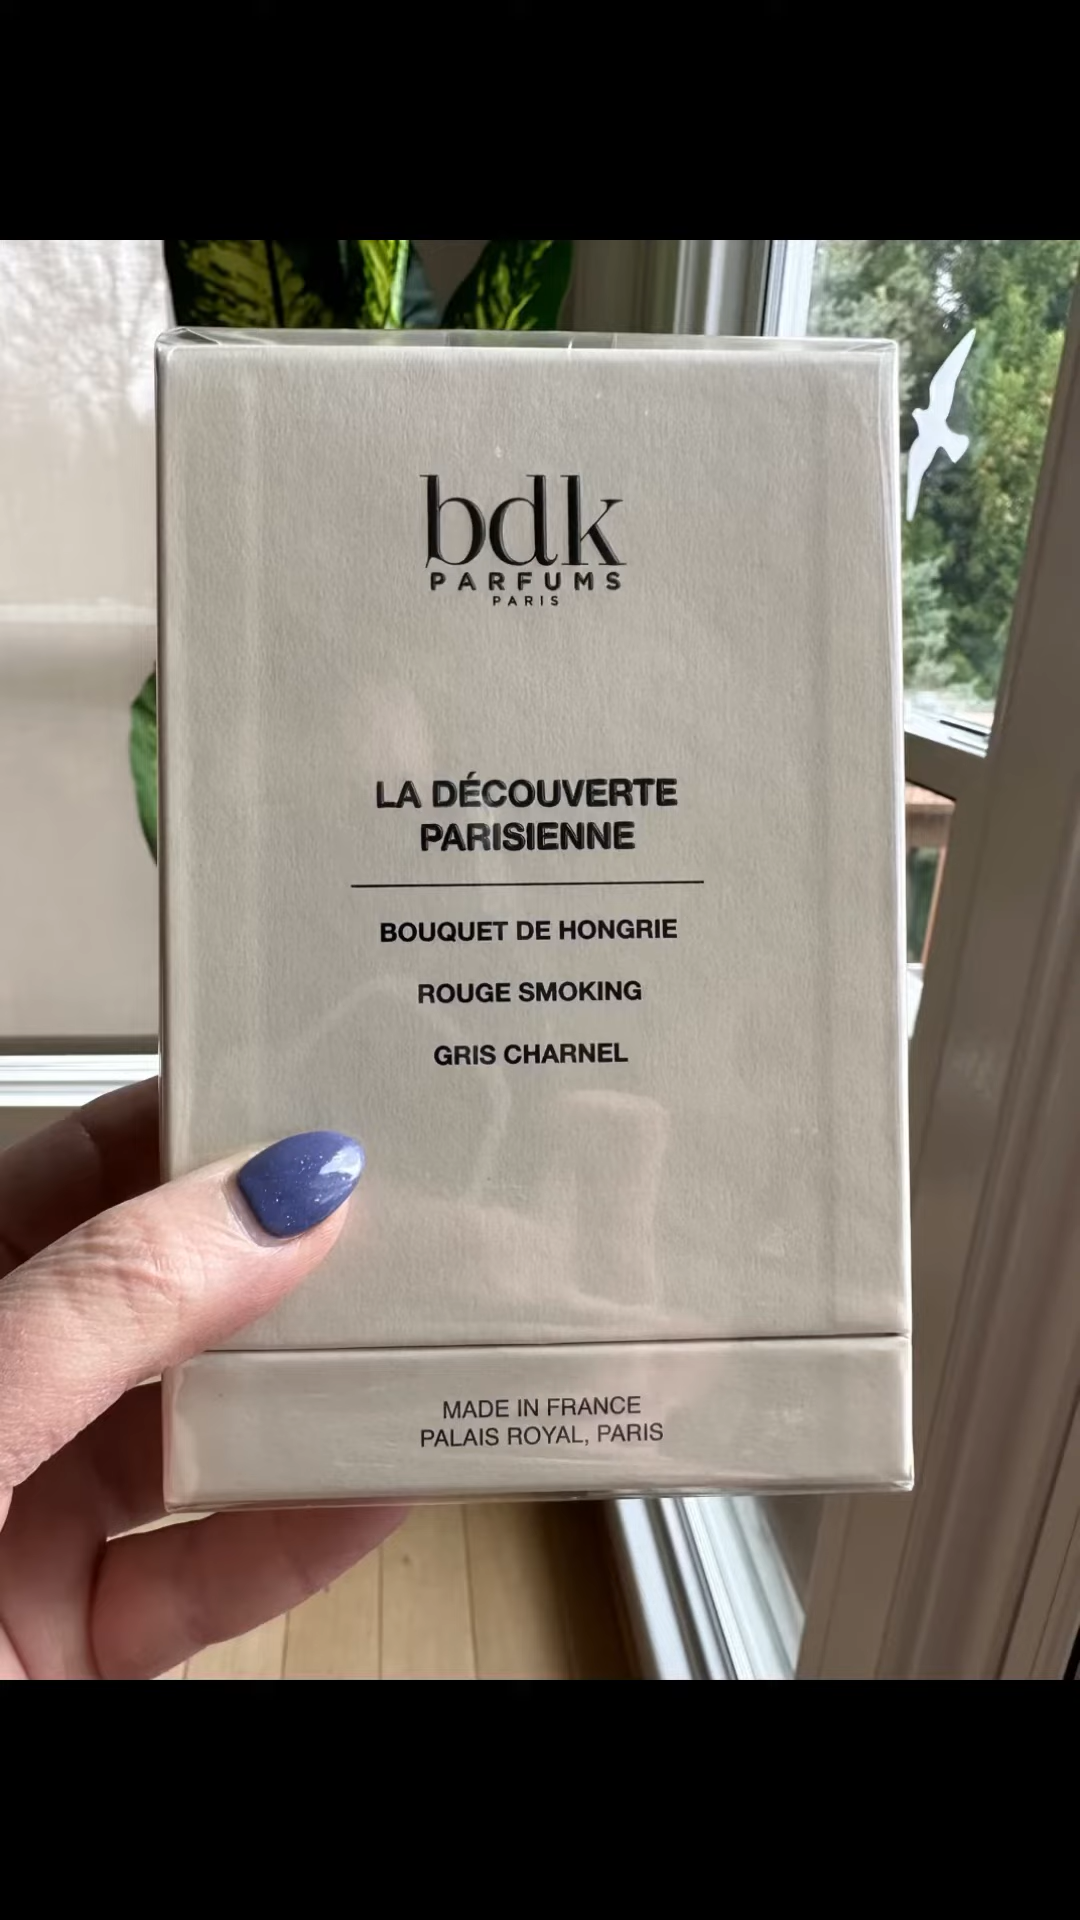 bdk
PARFUMS
PARIS
LA DÉCOUVERTE
PARISIENNE
BOUQUET DE HONGRIE
ROUGE SMOKING
GRIS CHARNEL
MADE IN FRANCE
PALAIS ROYAL, PARIS